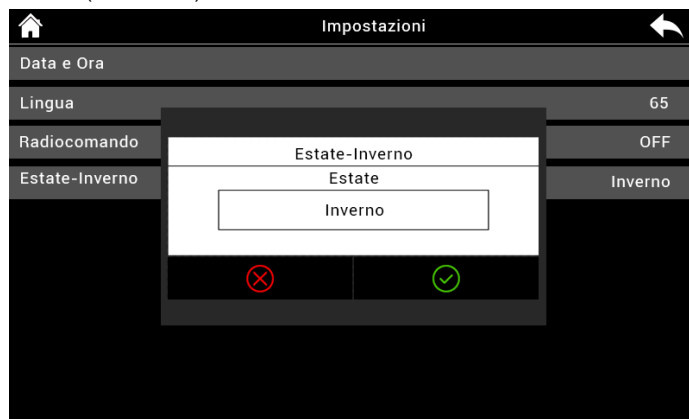 Impostazioni
Data e Ora
Lingua 65
Radiocomando OFF
Estate-Inverno Inverno
Estate-Inverno
Estate
Inverno